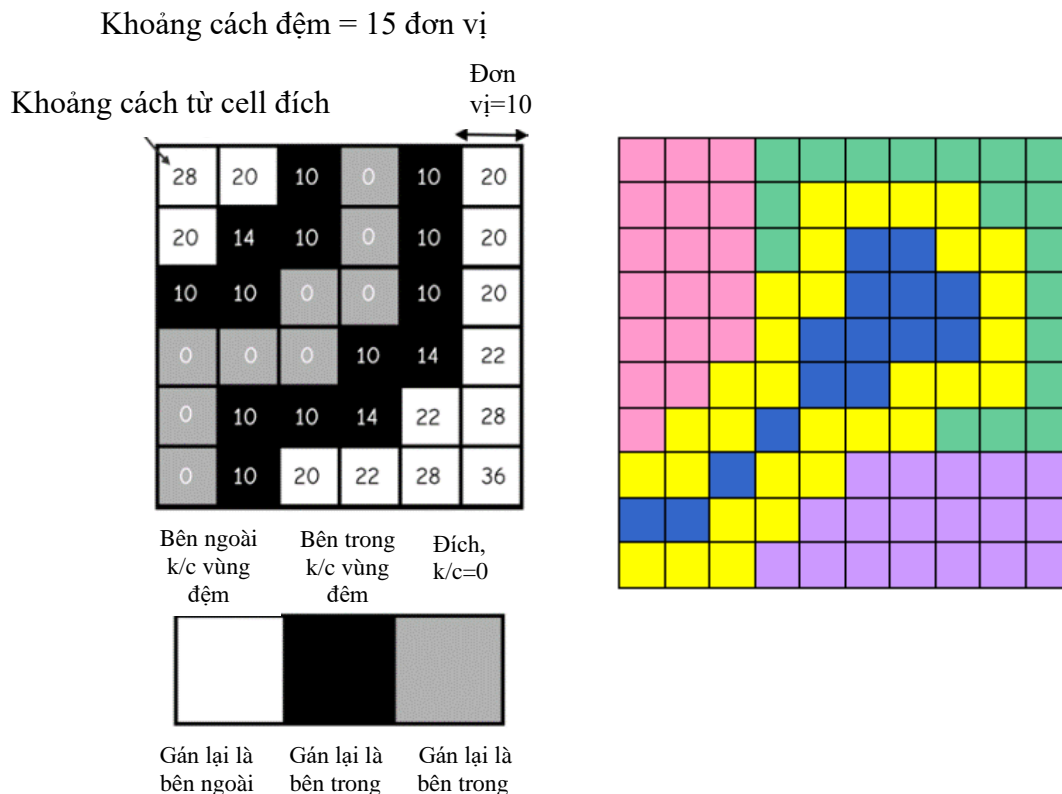 Khoảng cách đệm = 15 đơn vị
Đơn
vị=10
Khoảng cách từ cell đích
28 20 10 0 10 20
20 14 10 0 10 20
10 10 0 0 10 20
0 0 0 10 14 22
0 10 10 14 22 28
0 10 20 22 28 36
Bên ngoài
k/c vùng
đệm
Bên trong
k/c vùng
đêm
Đích,
k/c=0
Gán lại là
bên ngoài
Gán lại là
bên trong
Gán lại là
bên trong